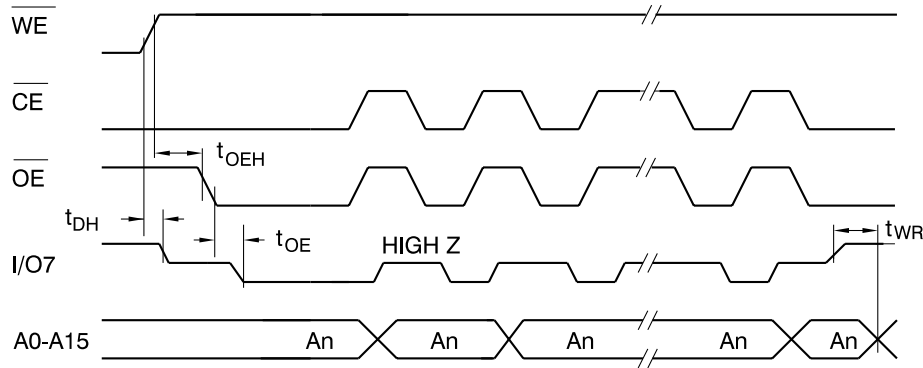 WE
CE
tOEH
OE
tDH
tOE
HIGH Z
tWR
I/O7
A0-A15 An An An An An